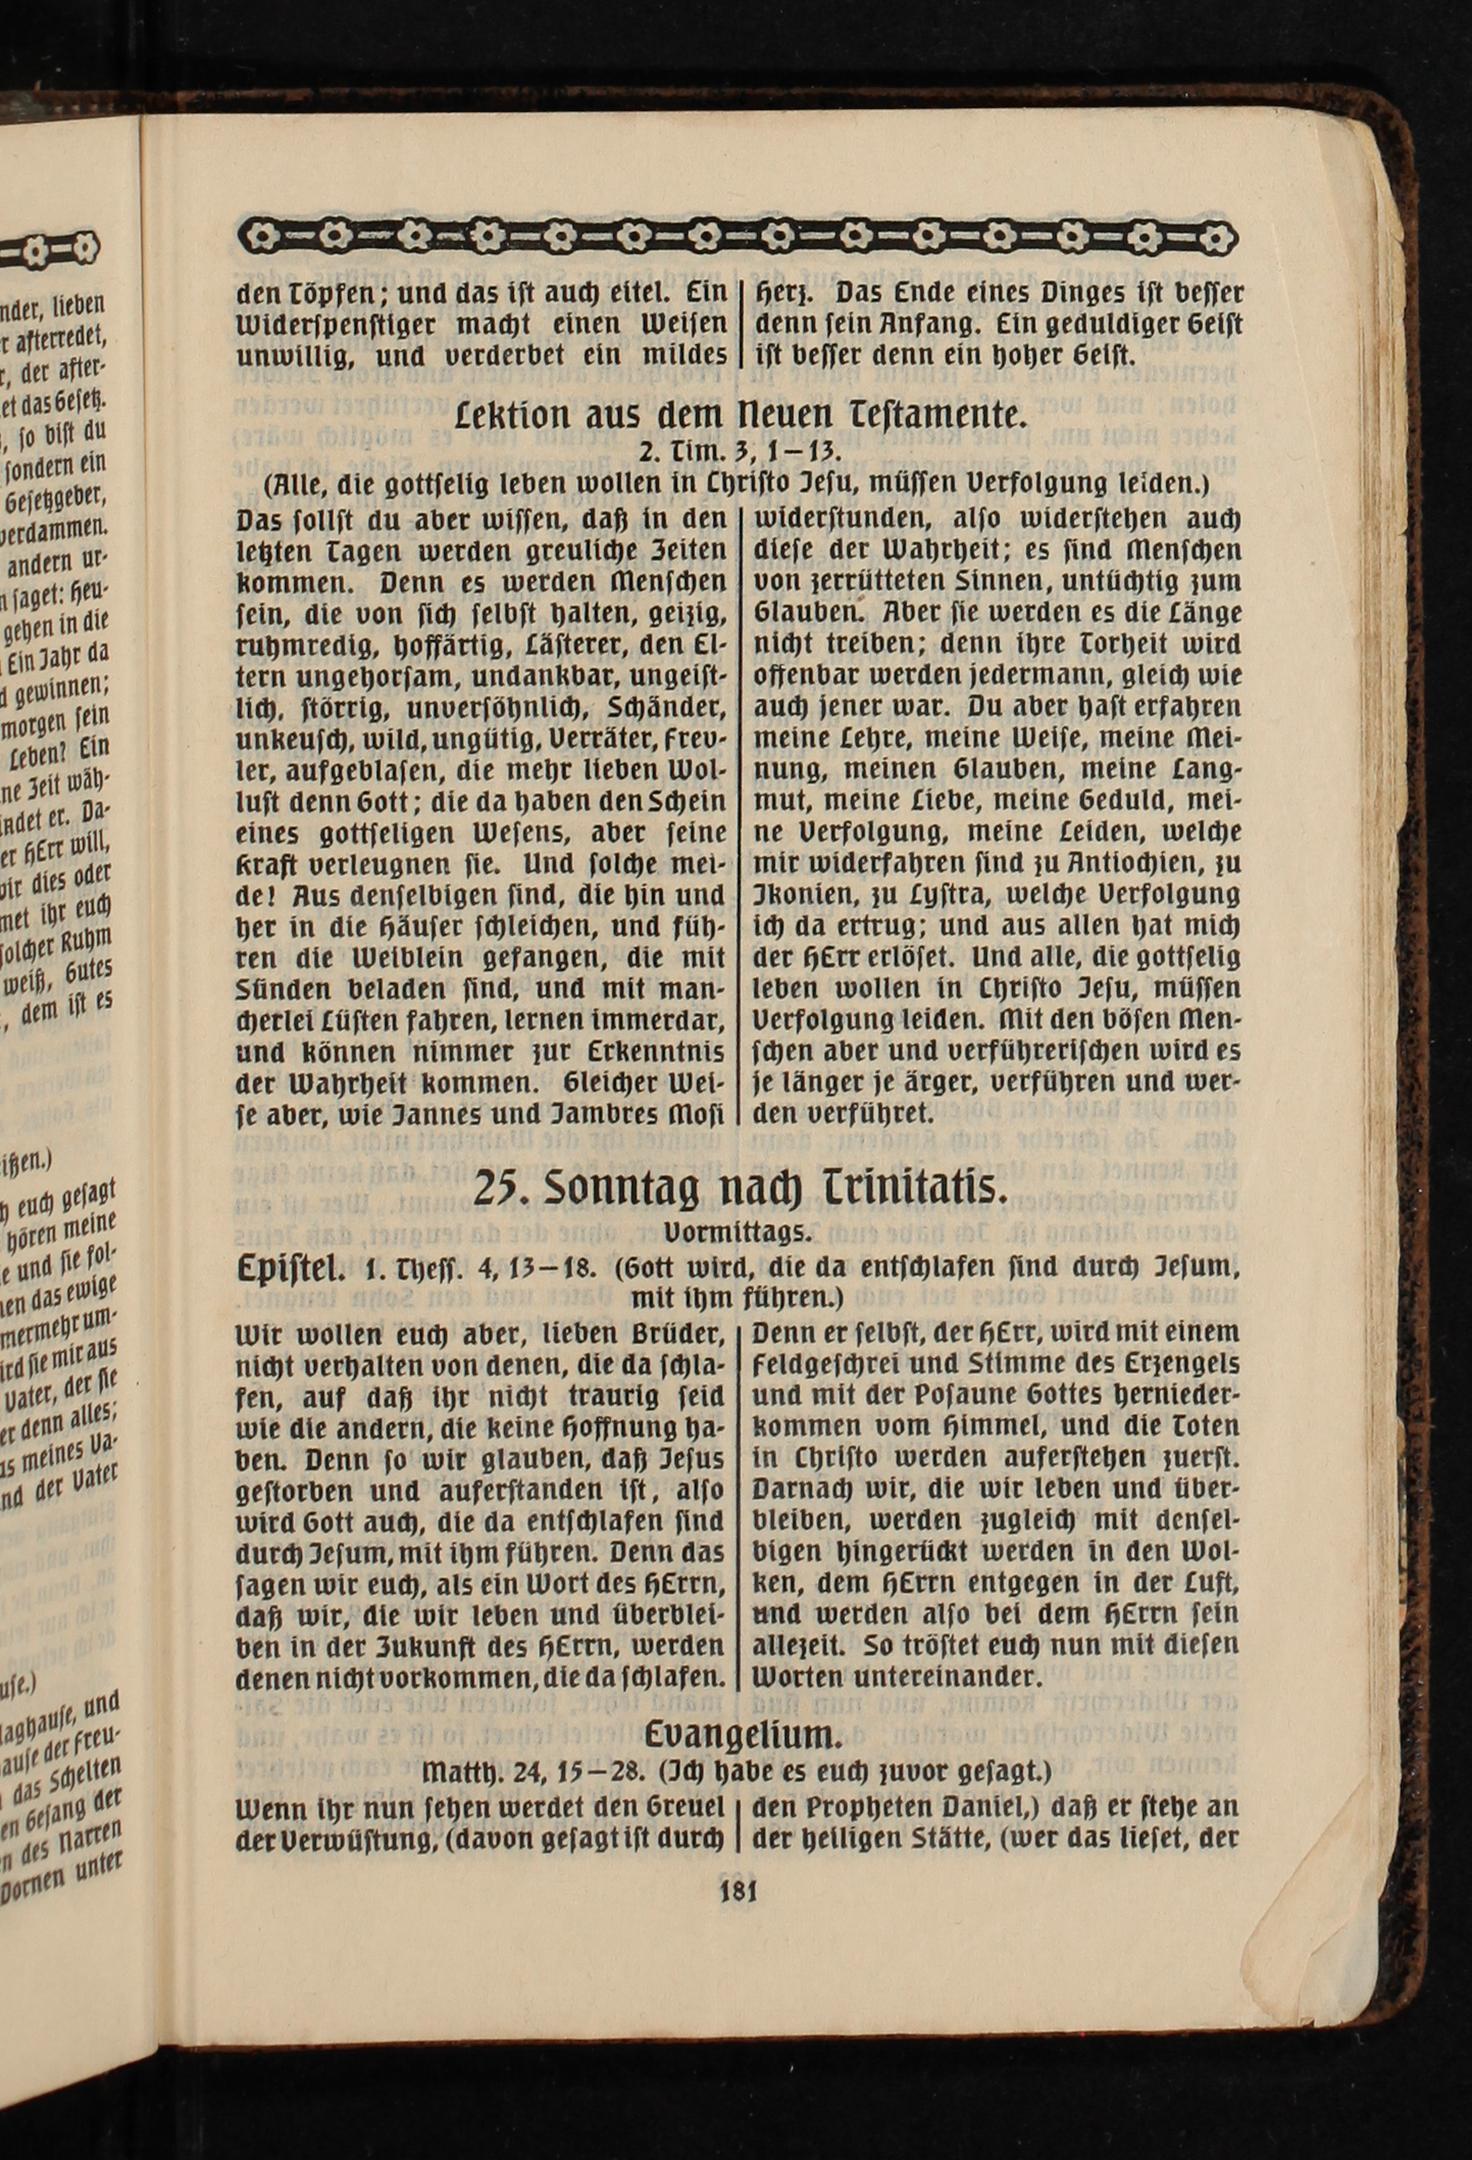 den Töpfen; und das iſt auch eitel. Ein
Widerſpenſtiger macht einen Weiſen
unwillig, und verderbet ein mildes
Herz. Das Ende eines Dinges iſt beſſer
denn ſein Anfang. Ein geduldiger Geiſt
iſt beſſer denn ein hoher Geiſt.
Lektion aus dem Neuen Teſtamente.
2. Tim. 3, 1–13.
(Alle, die gottſelig leben wollen in Chriſto Jeſu, müſſen Verfolgung leiden.)
Das ſollſt du aber wiſſen, daß in den
letzten Tagen werden greuliche Zeiten
kommen. Denn es werden Menſchen
ſein, die von ſich ſelbſt halten, geizig,
ruhmredig, hoffärtig, Läſterer, den El-
tern ungehorſam, undankbar, ungeiſt-
lich, ſtörrig, unverſöhnlich, Schänder,
unkeuſch, wild, ungütig, Verräter, Frev-
ler, aufgeblaſen, die mehr lieben Wol-
luſt denn Gott; die da haben den Schein
eines gottſeligen Weſens, aber ſeine
Kraft verleugnen ſie. Und ſolche mei-
de! Aus denſelbigen ſind, die hin und
her in die Häuſer ſchleichen, und füh-
ren die Weiblein gefangen, die mit
Sünden beladen ſind, und mit man-
cherlei Lüſten fahren, lernen immerdar,
und können nimmer zur Erkenntnis
der Wahrheit kommen. Gleicher Wei-
ſe aber, wie Jannes und Jambres Moſi
widerſtunden, alſo widerſtehen auch
dieſe der Wahrheit; es ſind Menſchen
von zerrütteten Sinnen, untüchtig zum
Glauben. Aber ſie werden es die Länge
nicht treiben; denn ihre Torheit wird
offenbar werden jedermann, gleich wie
auch jener war. Du aber haſt erfahren
meine Lehre, meine Weiſe, meine Mei-
nung, meinen Glauben, meine Lang-
mut, meine Liebe, meine Geduld, mei-
ne Verfolgung, meine Leiden, welche
mir widerfahren ſind zu Antiochien, zu
Ikonien, zu Lyſtra, welche Verfolgung
ich da ertrug; und aus allen hat mich
der HErr erlöſet. Und alle, die gottſelig
leben wollen in Chriſto Jeſu, müſſen
Verfolgung leiden. Mit den böſen Men-
ſchen aber und verführeriſchen wird es
je länger je ärger, verführen und wer-
den verführet.
25. Sonntag nach Trinitatis.
Vormittags.
Epiſtel. 1. Theſſ. 4, 13–18. (Gott wird, die da entſchlafen ſind durch Jeſum,
mit ihm führen.)
Wir wollen euch aber, lieben Brüder,
nicht verhalten von denen, die da ſchla-
fen, auf daß ihr nicht traurig ſeid
wie die andern, die keine Hoffnung ha-
ben. Denn ſo wir glauben, daß Jeſus
geſtorben und auferſtanden iſt, alſo
wird Gott auch, die da entſchlafen ſind
durch Jeſum, mit ihm führen. Denn das
ſagen wir euch, als ein Wort des HErrn,
daß wir, die wir leben und überblei-
ben in der Zukunft des HErrn, werden
denen nicht vorkommen, die da ſchlafen.
Denn er ſelbſt, der HErr, wird mit einem
Feldgeſchrei und Stimme des Erzengels
und mit der Poſaune Gottes hernieder-
kommen vom Himmel, und die Toten
in Chriſto werden auferſtehen zuerſt.
Darnach wir, die wir leben und über-
bleiben, werden zugleich mit denſel-
bigen hingerückt werden in den Wol-
ken, dem HErrn entgegen in der Luft,
und werden alſo bei dem HErrn ſein
allezeit. So tröſtet euch nun mit dieſen
Worten untereinander.
Evangelium.
Matth. 24, 15–28. (Ich habe es euch zuvor geſagt.)
Wenn ihr nun ſehen werdet den Greuel
der Verwüſtung, (davon geſagt iſt durch
den Propheten Daniel,) daß er ſtehe an
der heiligen Stätte, (wer das lieſet, der
181